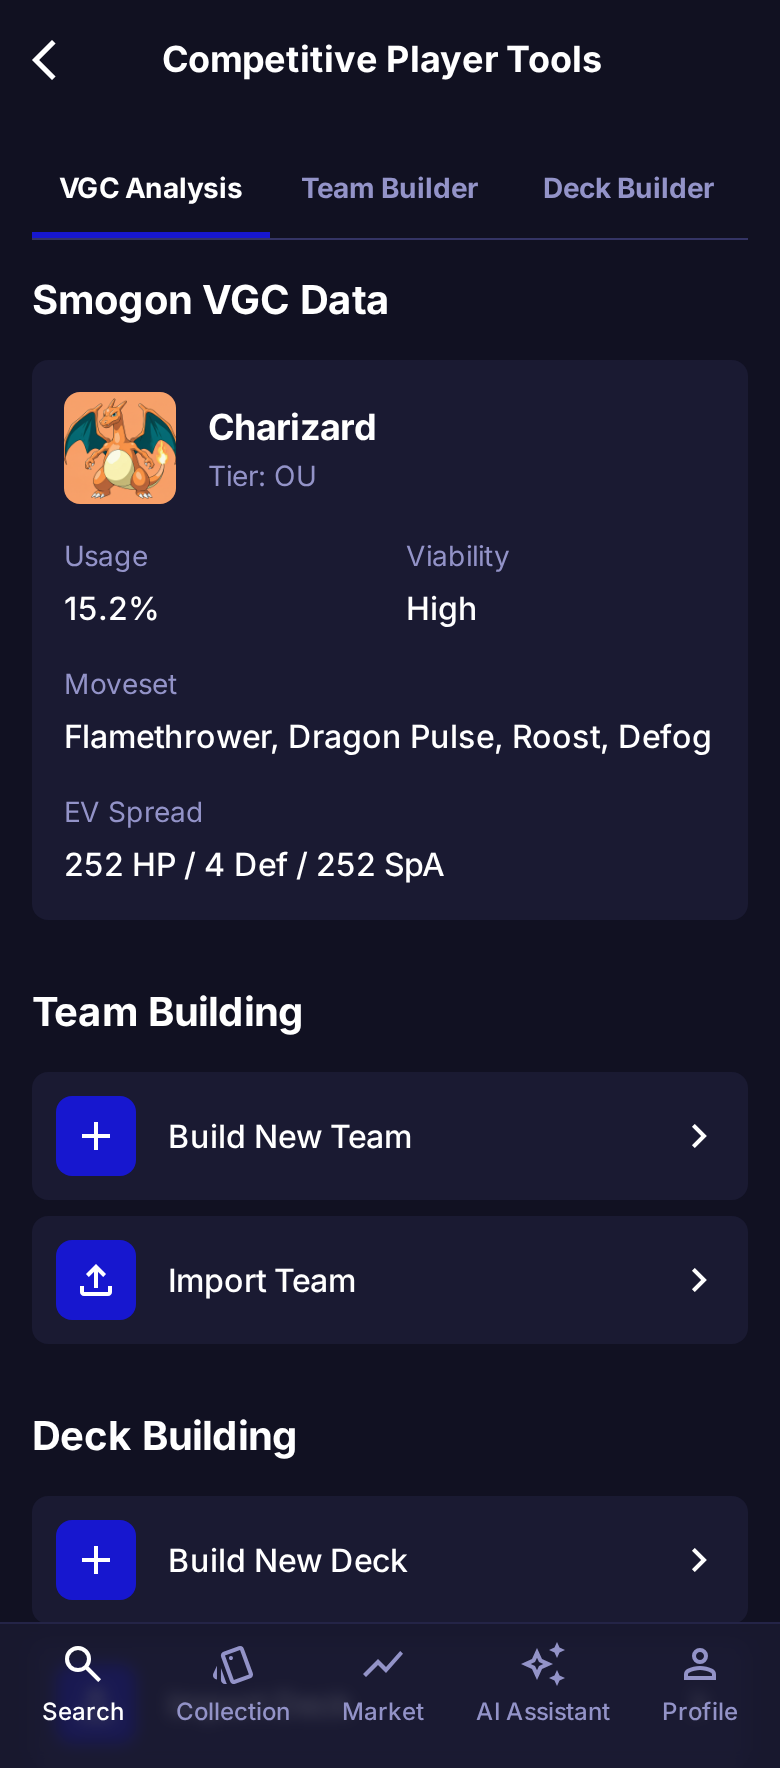 Competitive Player Tools
VGC Analysis Team Builder Deck Builder
Smogon VGC Data
Charizard
Tier: OU
Usage Viability
15.2% High
Moveset
Flamethrower, Dragon Pulse, Roost, Defog
EV Spread
252 HP / 4 Def / 252 SpA
Team Building
Build New Team
Import Team
Deck Building
Build New Deck
Search Collection Market AI Assistant Profile